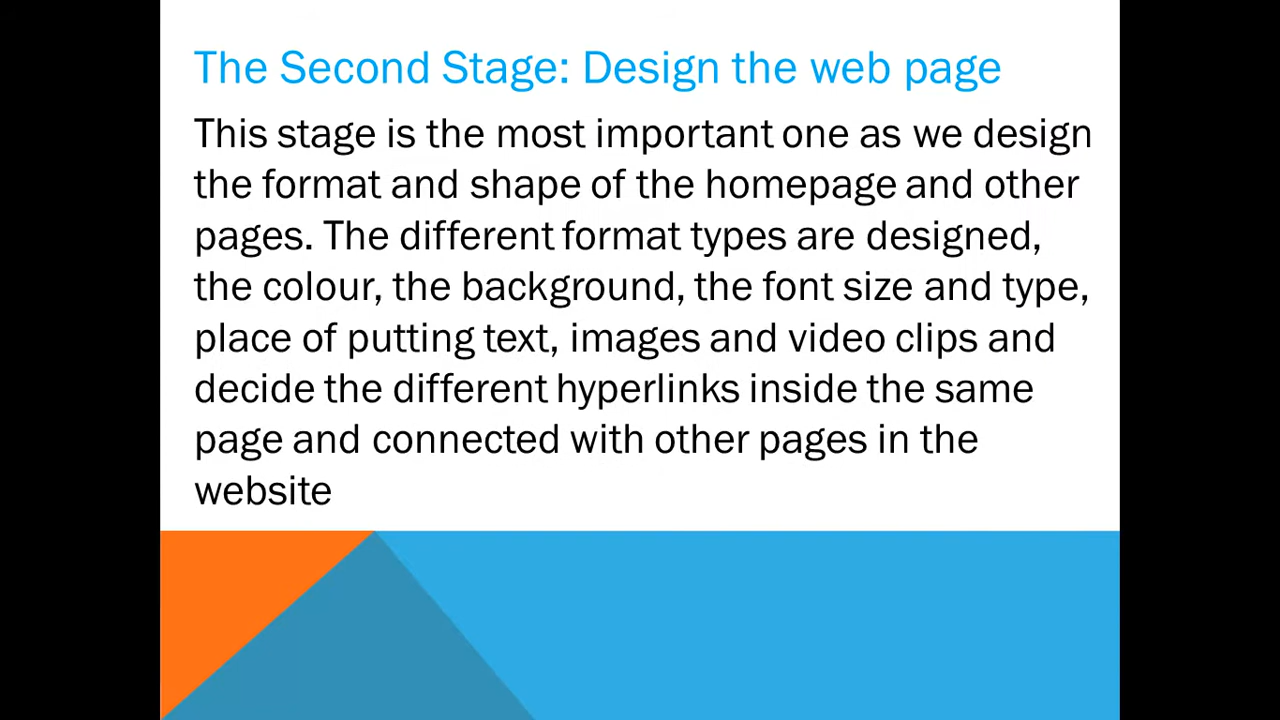 The Second Stage: Design the web page
This stage is the most important one as we design
the format and shape of the homepage and other
pages. The different format types are designed,
the colour, the background, the font size and type,
place of putting text, images and video clips and
decide the different hyperlinks inside the same
page and connected with other pages in the
website